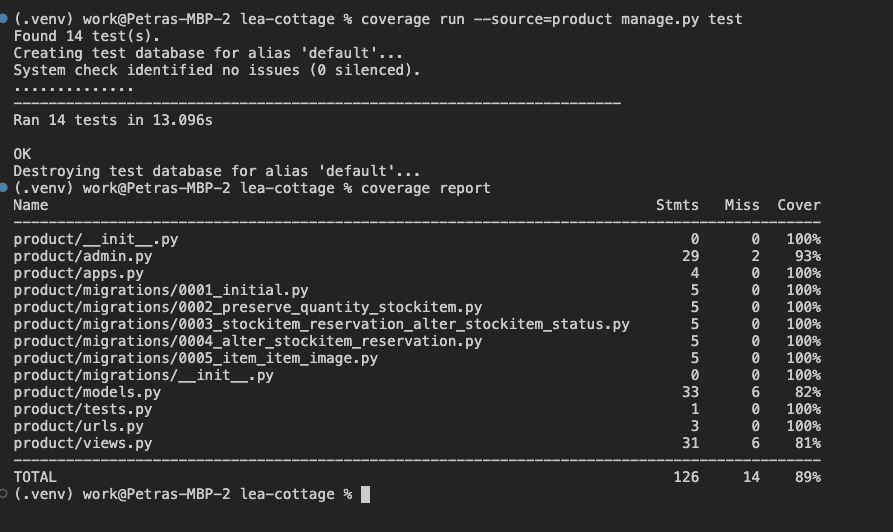 (.venv) work@Petras-MBP-2 lea-cottage % coverage run --source=product manage.py test
Found 14 test(s).
Creating test database for alias 'default'...
System check identified no issues (0 silenced).
..............
----------------------------------------------------------------------
Ran 14 tests in 13.096s

OK
Destroying test database for alias 'default'...
(.venv) work@Petras-MBP-2 lea-cottage % coverage report
Name Stmts Miss Cover
----------------------------------------------------------------------
product/__init__.py 0 0 100%
product/admin.py 29 2 93%
product/apps.py 4 0 100%
product/migrations/0001_initial.py 5 0 100%
product/migrations/0002_preserve_quantity_stockitem.py 5 0 100%
product/migrations/0003_stockitem_reservation_alter_stockitem_status.py 5 0 100%
product/migrations/0004_alter_stockitem_reservation.py 5 0 100%
product/migrations/0005_item_item_image.py 5 0 100%
product/migrations/__init__.py 0 0 100%
product/models.py 33 6 82%
product/tests.py 1 0 100%
product/urls.py 3 0 100%
product/views.py 31 6 81%
----------------------------------------------------------------------
TOTAL 126 14 89%
(.venv) work@Petras-MBP-2 lea-cottage %